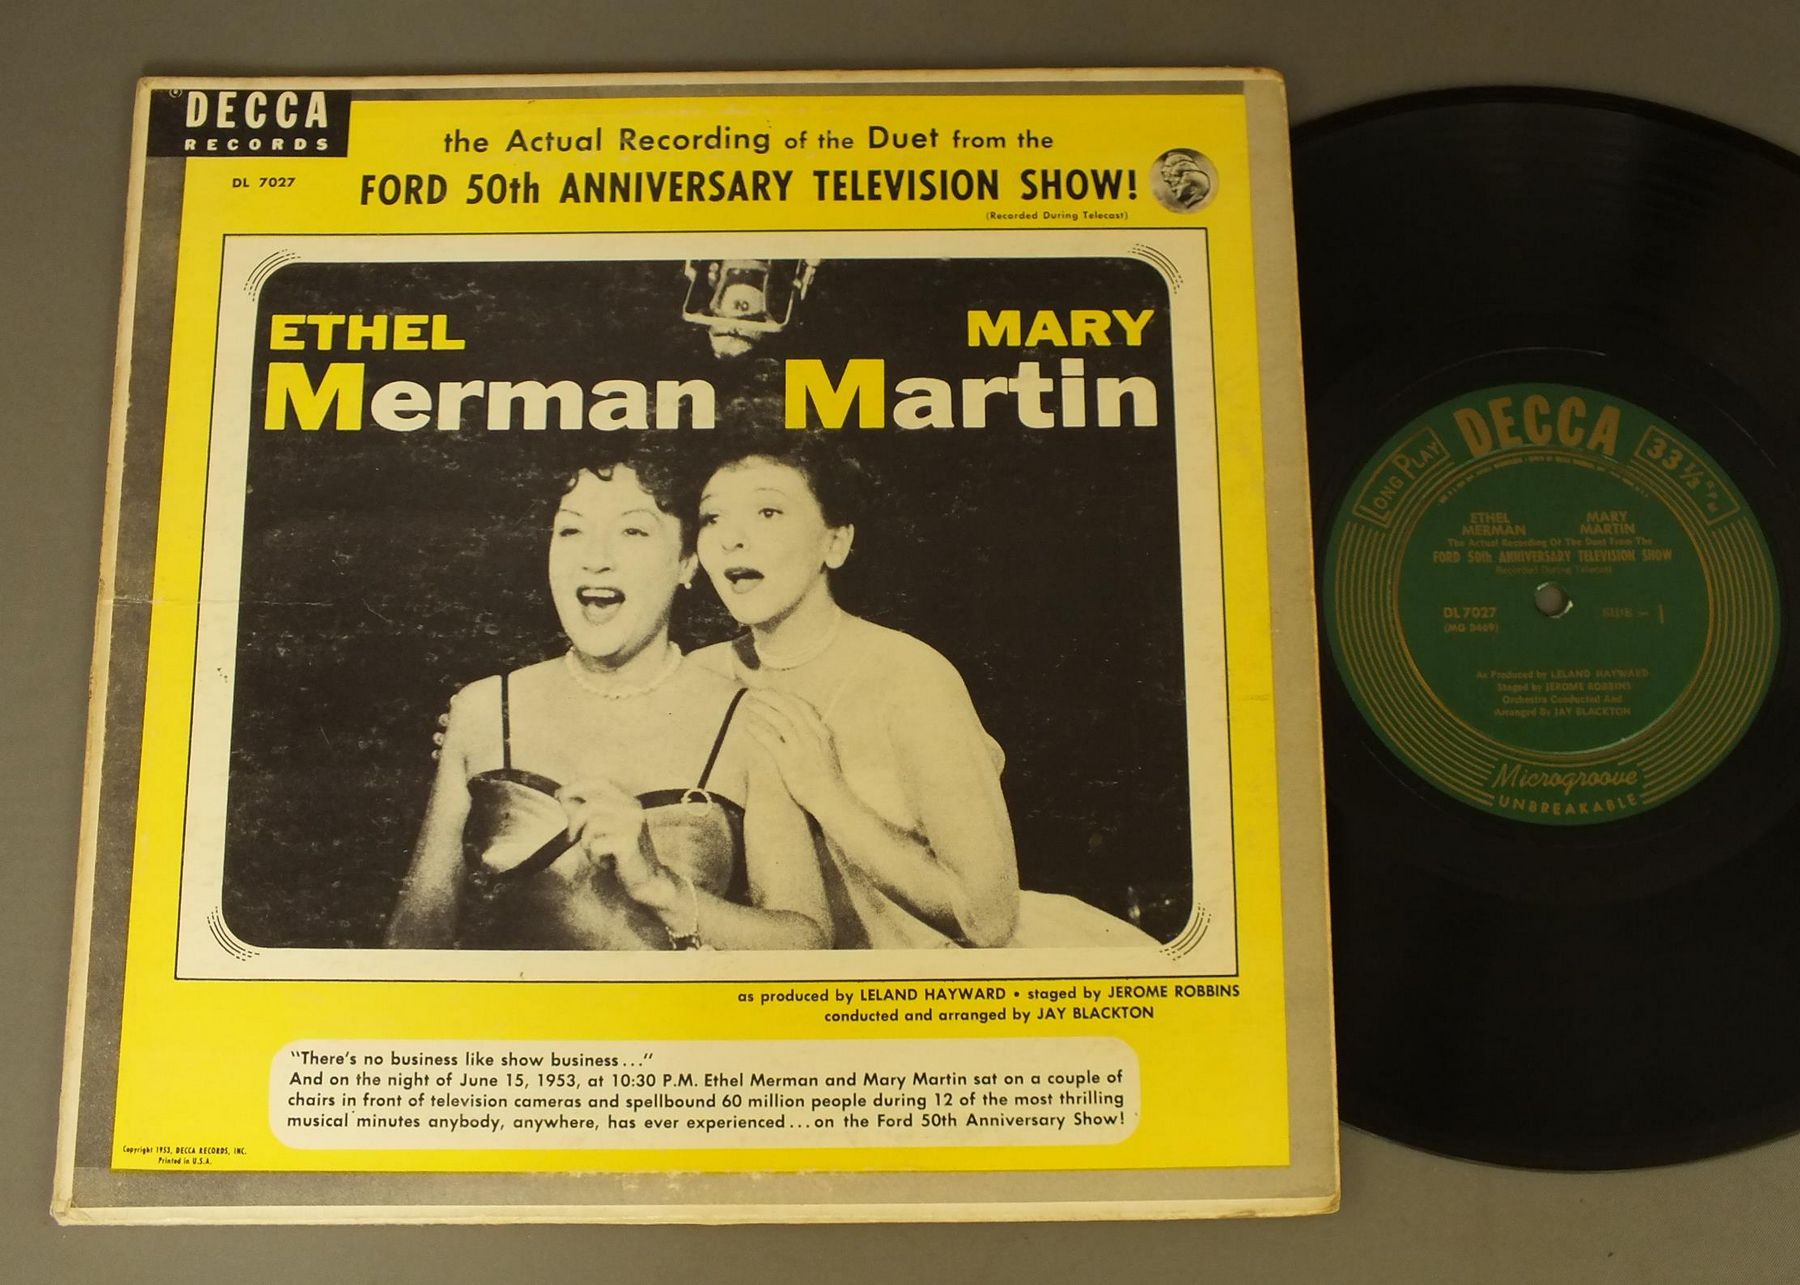 DECCA
RECORDS
DL 7027
the Actual Recording of the Duet from the
FORD 50th ANNIVERSARY TELEVISION SHOW!
(Recorded During Telecast)
ETHEL
Merman
MARY
Martin
as produced by LELAND HAYWARD • staged by JEROME ROBBINS
conducted and arranged by JAY BLACKTON
"There's no business like show business..."
And on the night of June 15, 1953, at 10:30 P.M. Ethel Merman and Mary Martin sat on a couple of
chairs in front of television cameras and spellbound 60 million people during 12 of the most thrilling
musical minutes anybody, anywhere, has ever experienced...on the Ford 50th Anniversary Show!
Copyright 1953, DECCA RECORDS, INC.
Printed in U.S.A.
LONG PLAY
DECCA
33 1/3 RPM
ETHEL
MERMAN
MARY
MARTIN
The Actual Recording Of The Duet From The
FORD 50th ANNIVERSARY TELEVISION SHOW
Recorded During Telecast
DL 7027
SIDE - 1
As Produced by LELAND HAYWARD
Staged by JEROME ROBBINS
Orchestra Conducted And
Arranged By JAY BLACKTON
Microgroove
UNBREAKABLE